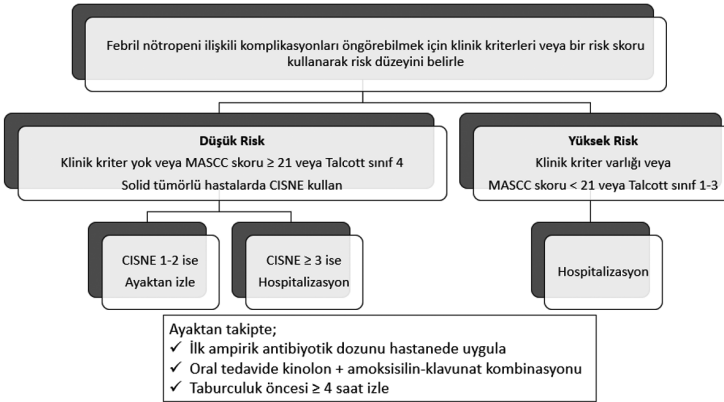 Febril nötropeni ilişkili komplikasyonları öngörebilmek için klinik kriterleri veya bir risk skoru
kullanarak risk düzeyini belirle
Düşük Risk
Klinik kriter yok veya MASCC skoru ≥ 21 veya Talcott sınıf 4
Solid tümörlü hastalarda CISNE kullan
Yüksek Risk
Klinik kriter varlığı veya
MASCC skoru < 21 veya Talcott sınıf 1-3
CISNE 1-2 ise
Ayaktan izle
CISNE ≥ 3 ise
Hospitalizasyon
Hospitalizasyon
Ayaktan takipte;
✓ İlk ampirik antibiyotik dozunu hastanede uygula
✓ Oral tedavide kinolon + amoksisilin-klavunat kombinasyonu
✓ Taburculuk öncesi ≥ 4 saat izle